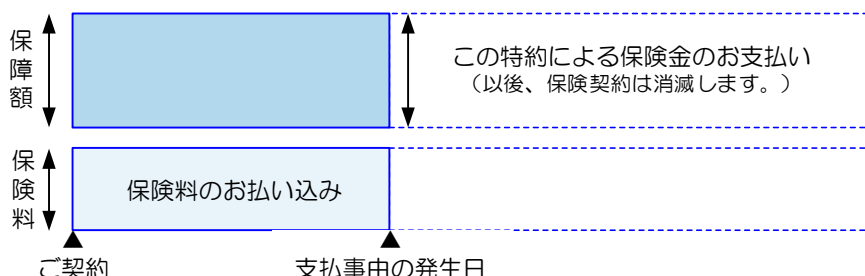 保障額
この特約による保険金のお支払い
（以後、保険契約は消滅します。）
保険料
保険料のお払い込み
ご契約
支払事由の発生日